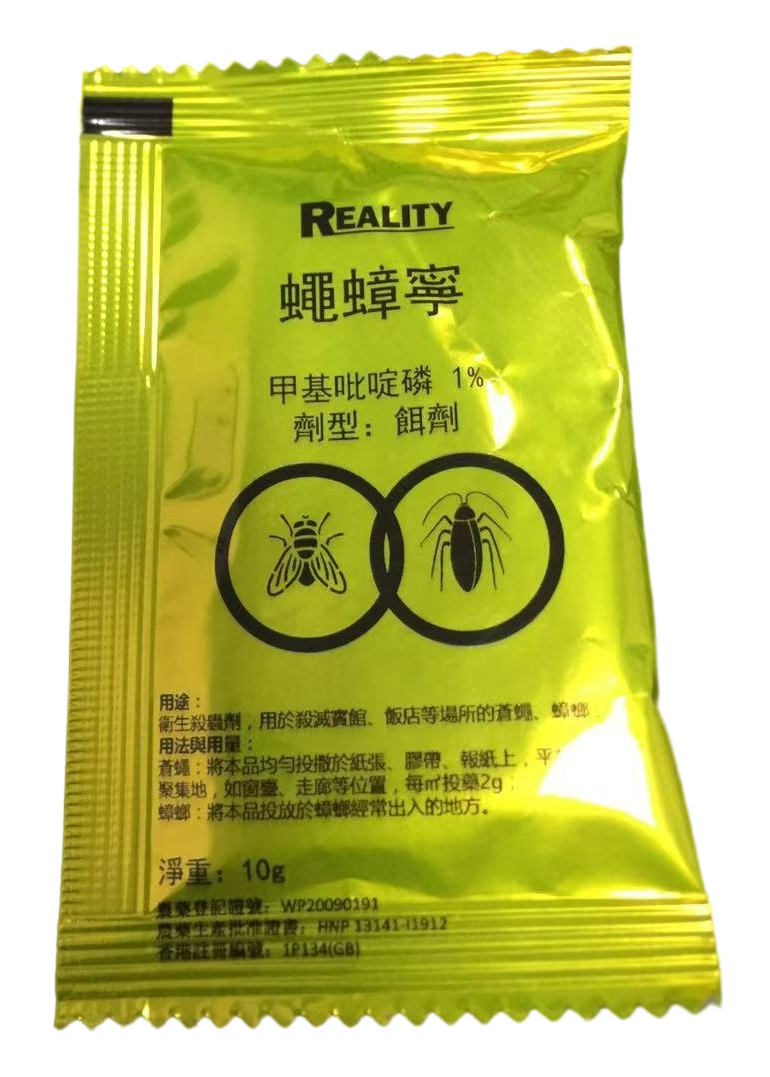 REALITY
蠅蟑寧
甲基吡啶磷 1%
劑型：餌劑
用途：
衛生殺蟲劑，用於殺滅賓館、飯店等場所的蒼蠅、蟑螂
用法與用量：
蒼蠅：將本品均勻投撒於紙張、膠帶、報紙上，平
聚集地，如窗臺、走廊等位置，每㎡投藥2g；
蟑螂：將本品投放於蟑螂經常出入的地方。
淨重：10g
農藥登記證號：WP20090191
農藥生產批准證書：HNP 13141-I1912
香港註冊編號：1P134(GB)